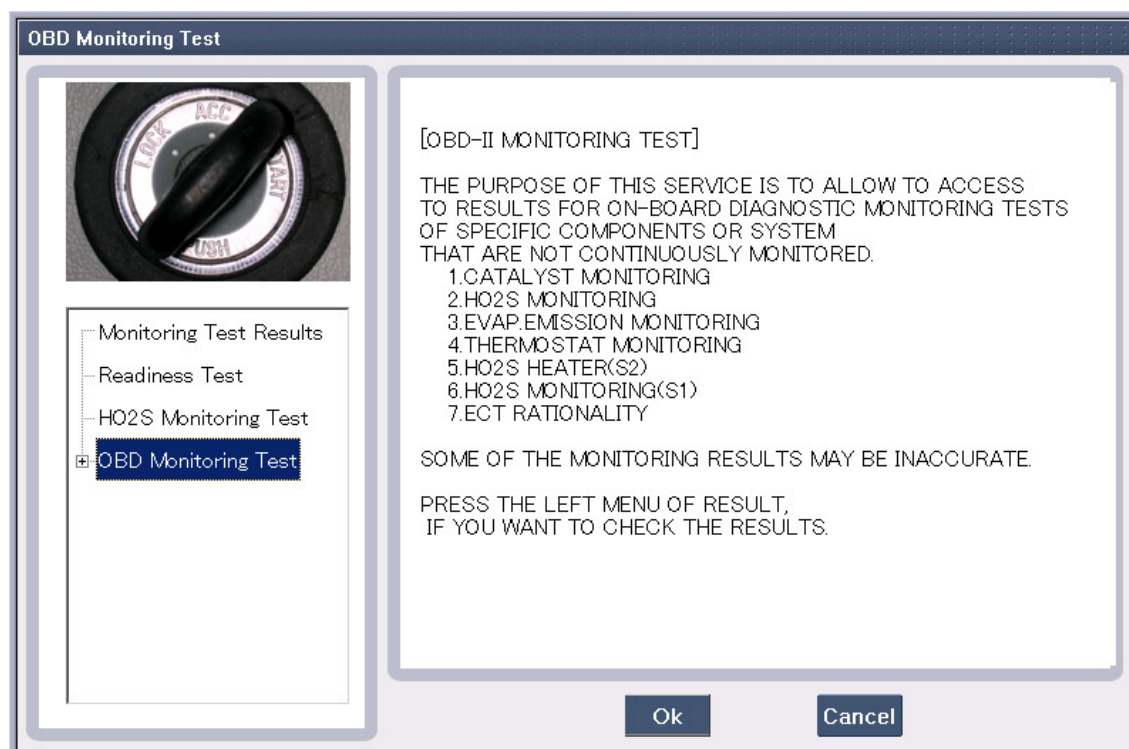 OBD Monitoring Test
LOCK
ACC
START
PUSH
Monitoring Test Results
Readiness Test
HO2S Monitoring Test
OBD Monitoring Test
[OBD-II MONITORING TEST]
THE PURPOSE OF THIS SERVICE IS TO ALLOW TO ACCESS
TO RESULTS FOR ON-BOARD DIAGNOSTIC MONITORING TESTS
OF SPECIFIC COMPONENTS OR SYSTEM
THAT ARE NOT CONTINUOUSLY MONITORED.
1.CATALYST MONITORING
2.HO2S MONITORING
3.EVAP.EMISSION MONITORING
4.THERMOSTAT MONITORING
5.HO2S HEATER(S2)
6.HO2S MONITORING(S1)
7.ECT RATIONALITY
SOME OF THE MONITORING RESULTS MAY BE INACCURATE.
PRESS THE LEFT MENU OF RESULT,
IF YOU WANT TO CHECK THE RESULTS.
Ok
Cancel